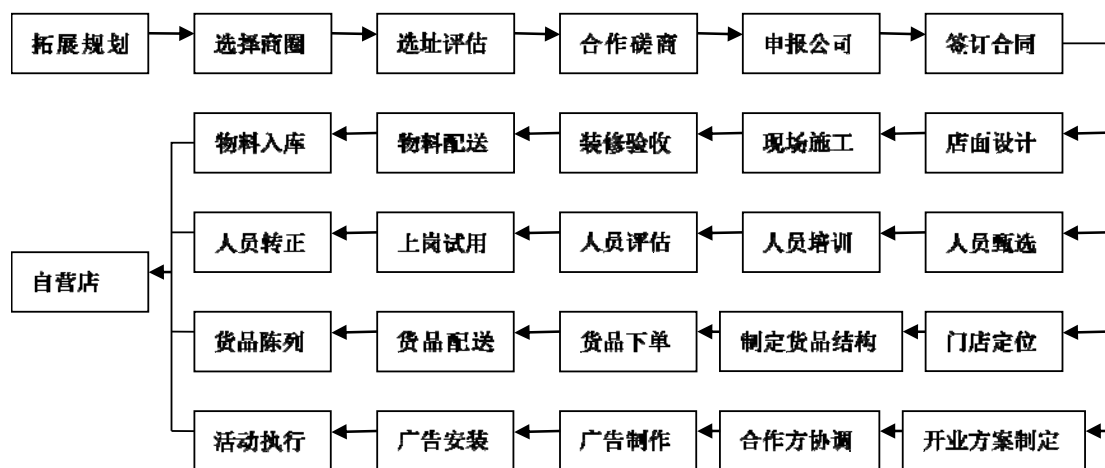 拓展规划
选择商圈
选址评估
合作磋商
申报公司
签订合同
物料入库
物料配送
装修验收
现场施工
店面设计
人员转正
上岗试用
人员评估
人员培训
人员甄选
自营店
货品陈列
货品配送
货品下单
制定货品结构
门店定位
活动执行
广告安装
广告制作
合作方协调
开业方案制定